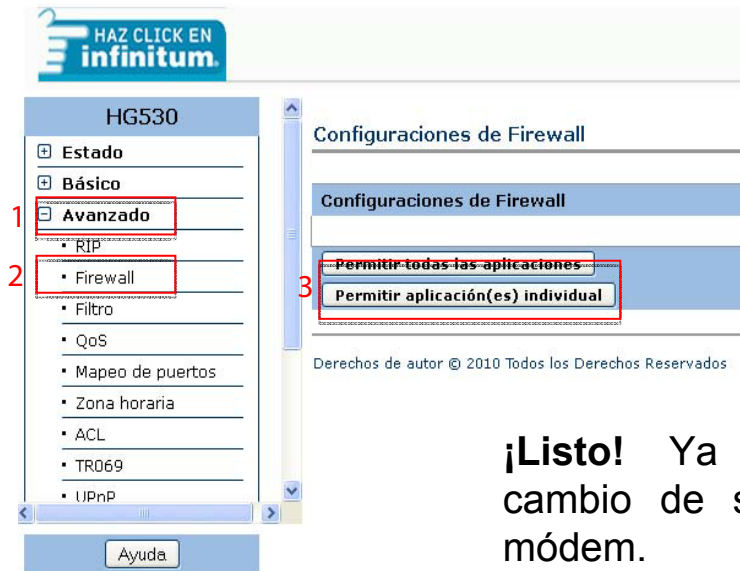 HAZ CLICK EN
infinitum.
HG530
Estado
Básico
1 Avanzado
RIP
2 Firewall
Filtro
QoS
Mapeo de puertos
Zona horaria
ACL
TR069
UPnP
Ayuda
Configuraciones de Firewall
Configuraciones de Firewall
Permitir todas las aplicaciones
3 Permitir aplicación(es) individual
Derechos de autor © 2010 Todos los Derechos Reservados
¡Listo! Ya
cambio de s
módem.